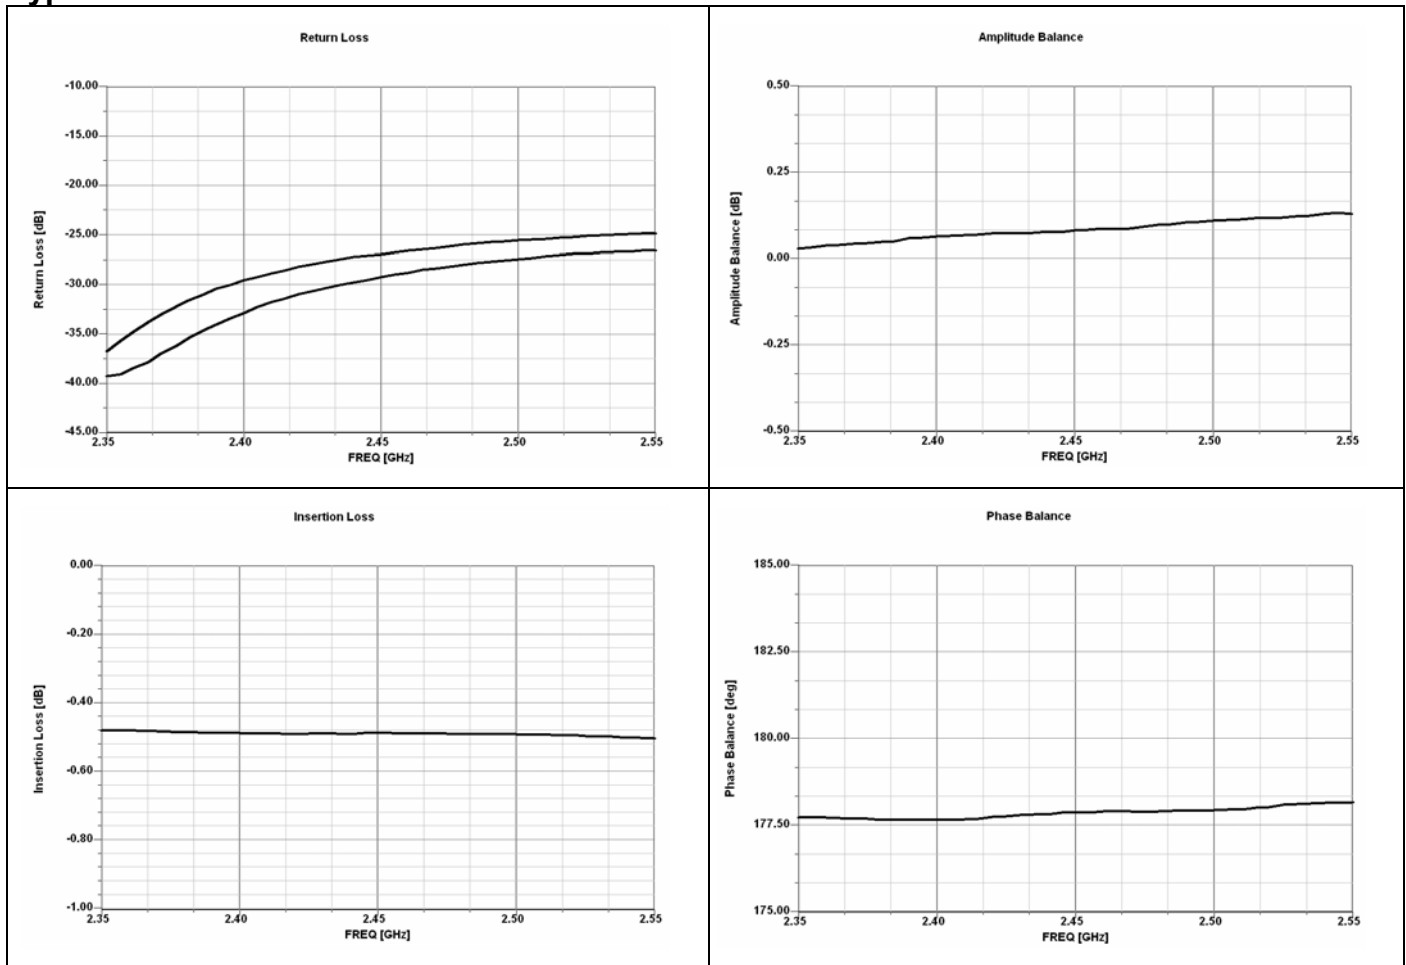 Return Loss
-10.00
-15.00
-20.00
-25.00
-30.00
-35.00
-40.00
-45.00
Return Loss [dB]
2.35 2.40 2.45 2.50 2.55
FREQ [GHz]
Amplitude Balance
0.50
0.25
0.00
-0.25
-0.50
Amplitude Balance [dB]
2.35 2.40 2.45 2.50 2.55
FREQ [GHz]
Insertion Loss
0.00
-0.20
-0.40
-0.60
-0.80
-1.00
Insertion Loss [dB]
2.35 2.40 2.45 2.50 2.55
FREQ [GHz]
Phase Balance
185.00
182.50
180.00
177.50
175.00
Phase Balance [deg]
2.35 2.40 2.45 2.50 2.55
FREQ [GHz]